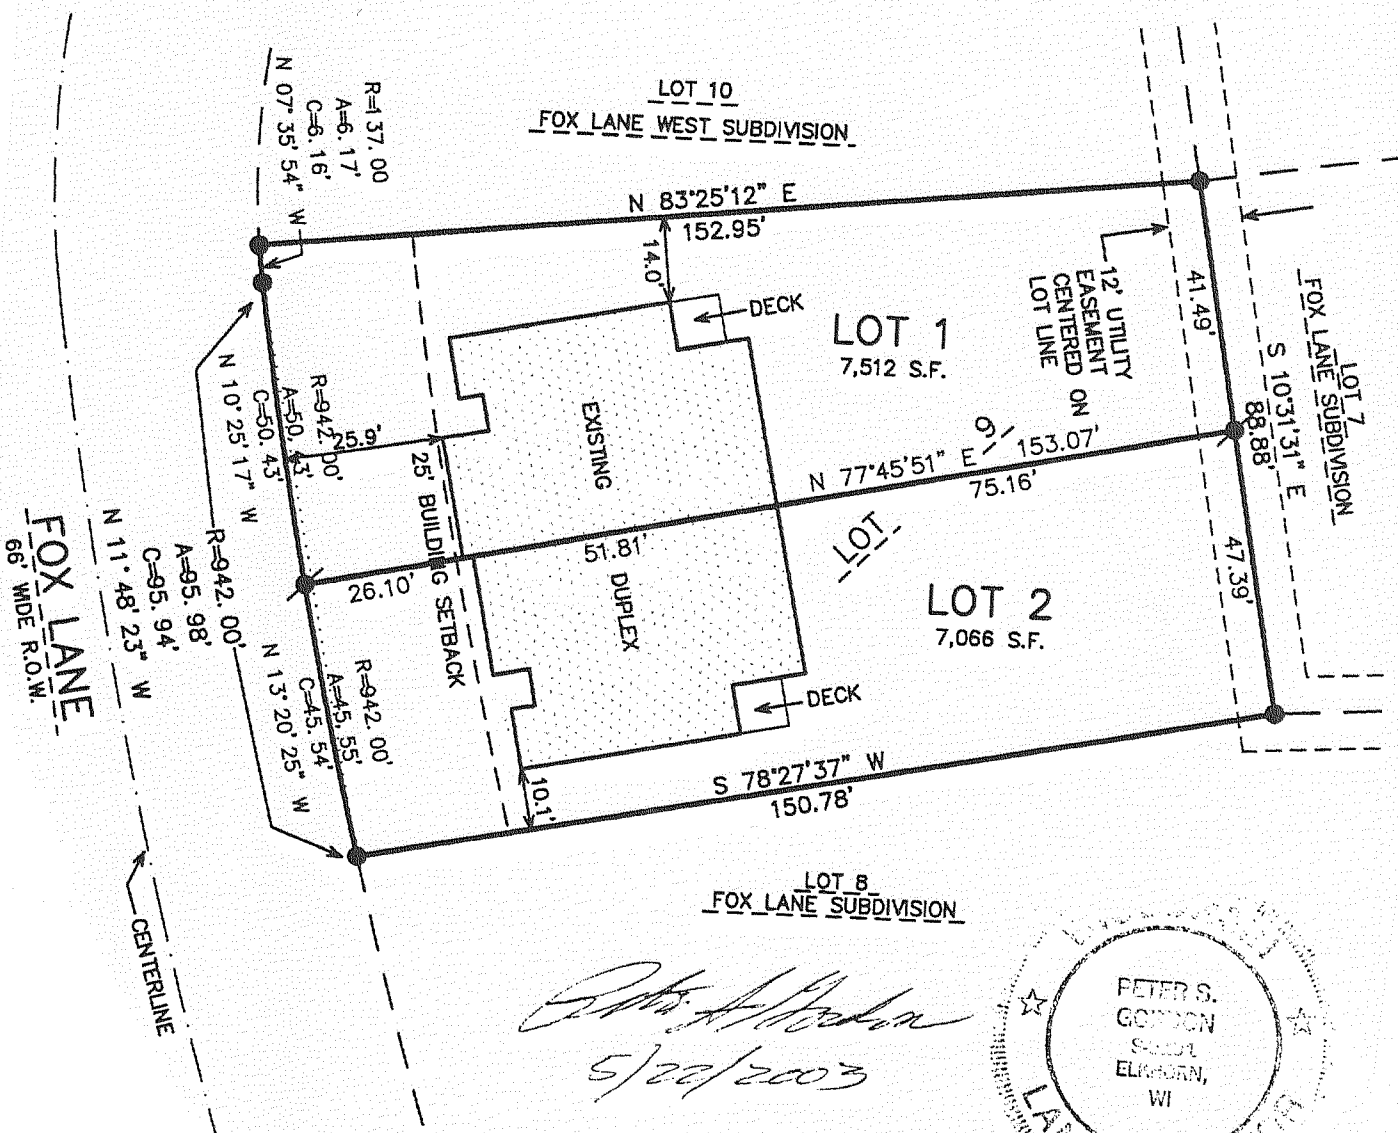 LOT 10
FOX LANE WEST SUBDIVISION
R=137.00
A=6.17'
C=6.16'
N 07°35'54" W
N 83°25'12" E
152.95'
14.0'
DECK
LOT 1
7,512 S.F.
12' UTILITY
EASEMENT
CENTERED ON
LOT LINE
41.49'
LOT 7
FOX LANE SUBDIVISION
S 10°31'31" E
88.88'
R=942.00'
A=50.43'
C=50.43'
N 10°25'17" W
25.9'
25' BUILDING SETBACK
EXISTING
DUPLEX
N 77°45'51" E
153.07'
75.16'
51.81'
26.10'
LOT 9
LOT 2
7,066 S.F.
47.39'
DECK
FOX LANE
66' WIDE R.O.W.
R=942.00'
A=95.98'
C=95.94'
N 11°48'23" W
R=942.00'
A=45.55'
C=45.54'
N 13°20'25" W
10.1'
S 78°27'37" W
150.78'
LOT 8
FOX LANE SUBDIVISION
CENTERLINE
5/22/2003
PETER S.
GORDON
ELKHORN,
WI